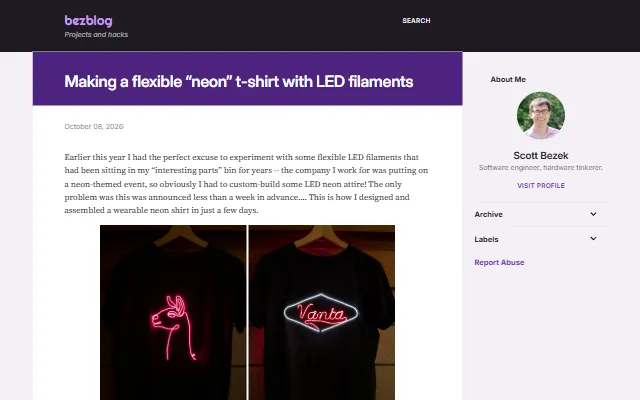 bezblog
Projects and hacks
SEARCH
Making a flexible “neon” t-shirt with LED filaments
October 08, 2026
Earlier this year I had the perfect excuse to experiment with some flexible LED filaments that
had been sitting in my “interesting parts” bin for years – the company I work for was putting on
a neon-themed event, so obviously I had to custom-build some LED neon attire! The only
problem was this was announced less than a week in advance.... This is how I designed and
assembled a wearable neon shirt in just a few days.
Vanta
About Me
Scott Bezek
Software engineer, hardware tinkerer.
VISIT PROFILE
Archive
Labels
Report Abuse